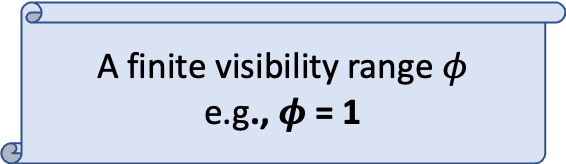 A finite visibility range ϕ
e.g., ϕ = 1